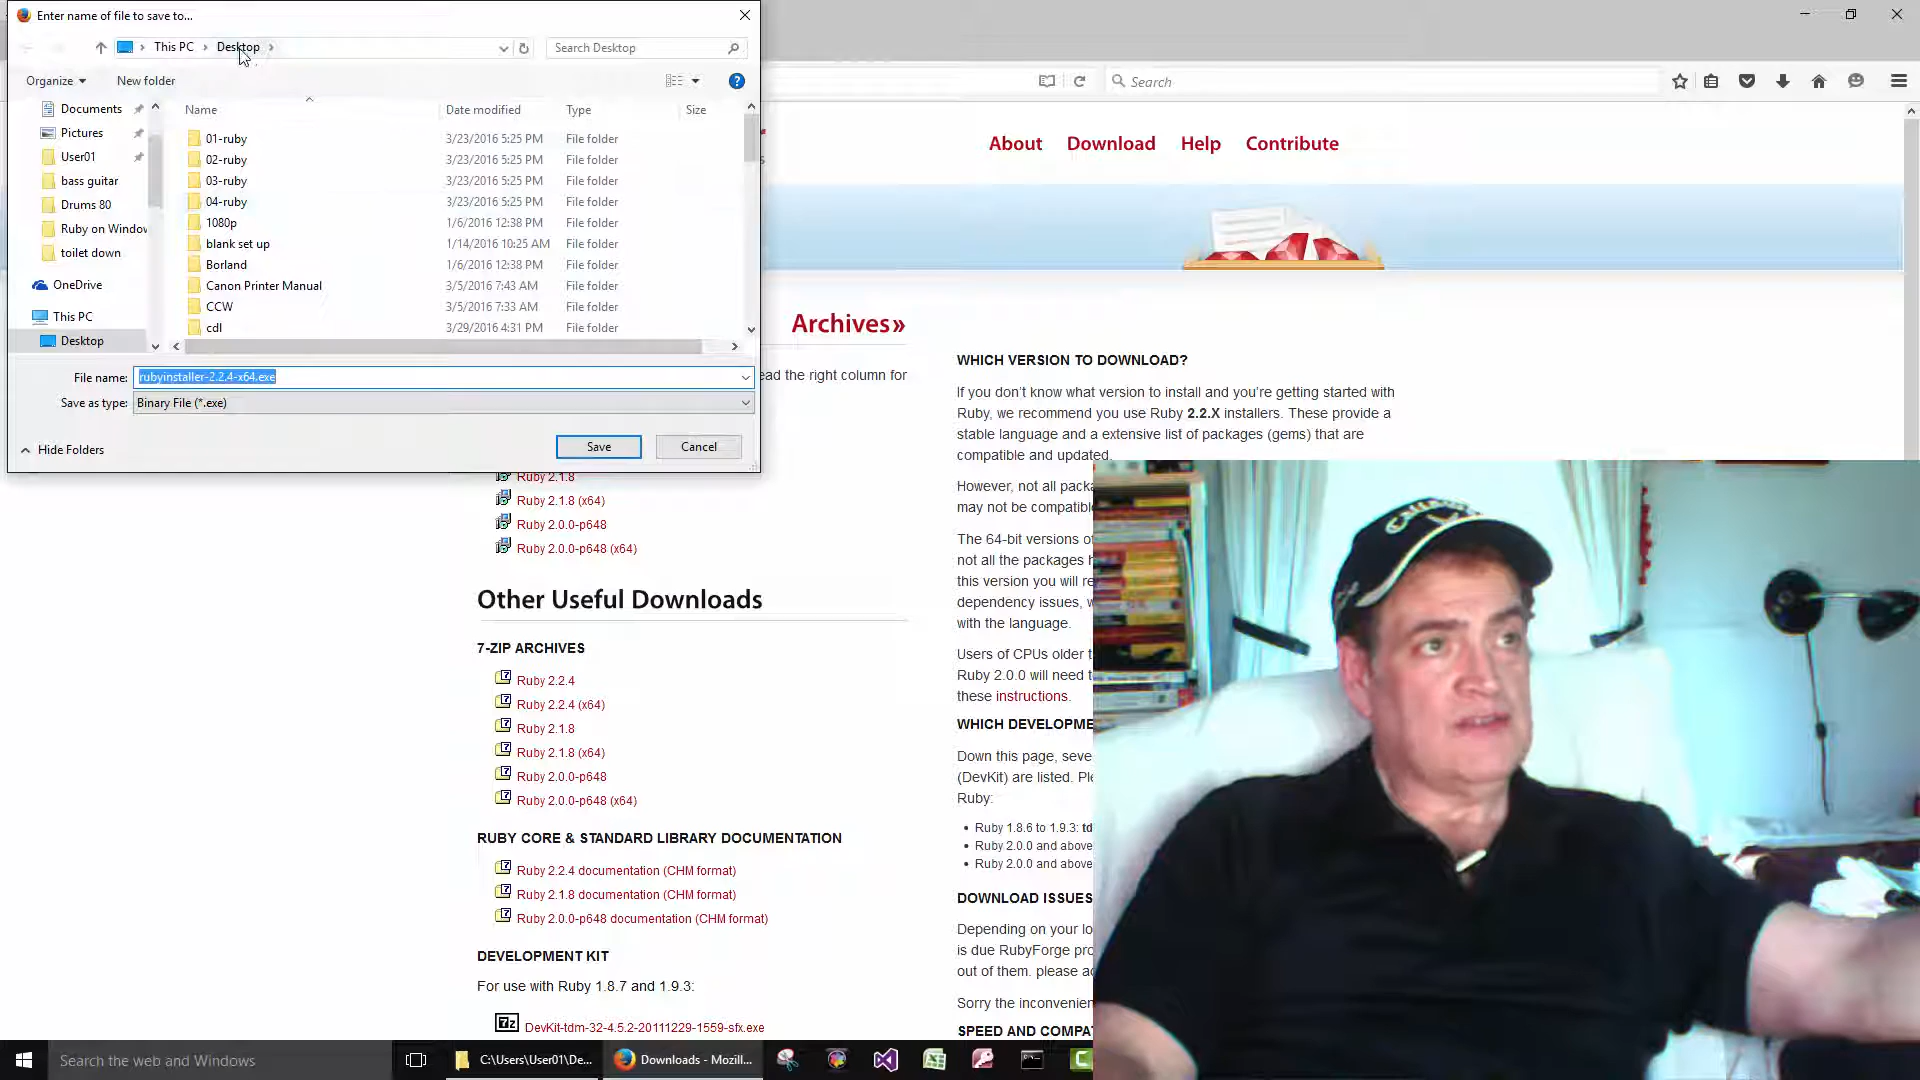 Enter name of file to save to...
This PC
Desktop
Search Desktop
Organize
New folder
Documents
Pictures
User01
bass guitar
Drums 80
Ruby on Window
toilet down
OneDrive
This PC
Desktop
Name
Date modified
Type
Size
01-ruby 3/23/2016 5:25 PM File folder
02-ruby 3/23/2016 5:25 PM File folder
03-ruby 3/23/2016 5:25 PM File folder
04-ruby 3/23/2016 5:25 PM File folder
1080p 1/6/2016 12:38 PM File folder
blank set up 1/14/2016 10:25 AM File folder
Borland 1/6/2016 12:38 PM File folder
Canon Printer Manual 3/5/2016 7:43 AM File folder
CCW 3/5/2016 7:33 AM File folder
cdl 3/29/2016 4:31 PM File folder
File name: rubyinstaller-2.2.4-x64.exe
Save as type: Binary File (*.exe)
Hide Folders
Save
Cancel
Search
About
Download
Help
Contribute
Archives»
ead the right column for
Ruby 2.1.8
Ruby 2.1.8 (x64)
Ruby 2.0.0-p648
Ruby 2.0.0-p648 (x64)
Other Useful Downloads
7-ZIP ARCHIVES
Ruby 2.2.4
Ruby 2.2.4 (x64)
Ruby 2.1.8
Ruby 2.1.8 (x64)
Ruby 2.0.0-p648
Ruby 2.0.0-p648 (x64)
RUBY CORE & STANDARD LIBRARY DOCUMENTATION
Ruby 2.2.4 documentation (CHM format)
Ruby 2.1.8 documentation (CHM format)
Ruby 2.0.0-p648 documentation (CHM format)
DEVELOPMENT KIT
For use with Ruby 1.8.7 and 1.9.3:
DevKit-tdm-32-4.5.2-20111229-1559-sfx.exe
WHICH VERSION TO DOWNLOAD?
If you don't know what version to install and you're getting started with
Ruby, we recommend you use Ruby 2.2.X installers. These provide a
stable language and a extensive list of packages (gems) that are
compatible and updated.
However, not all packa
may not be compatible
The 64-bit versions of
not all the packages h
this version you will re
dependency issues, w
with the language.
Users of CPUs older t
Ruby 2.0.0 will need t
these instructions.
WHICH DEVELOPME
Down this page, seve
(DevKit) are listed. Ple
Ruby:
Ruby 1.8.6 to 1.9.3: td
Ruby 2.0.0 and above
Ruby 2.0.0 and above
DOWNLOAD ISSUES
Depending on your lo
is due RubyForge pro
out of them. please ad
Sorry the inconvenien
SPEED AND COMPA
Search the web and Windows
C:\Users\User01\De...
Downloads - Mozill...